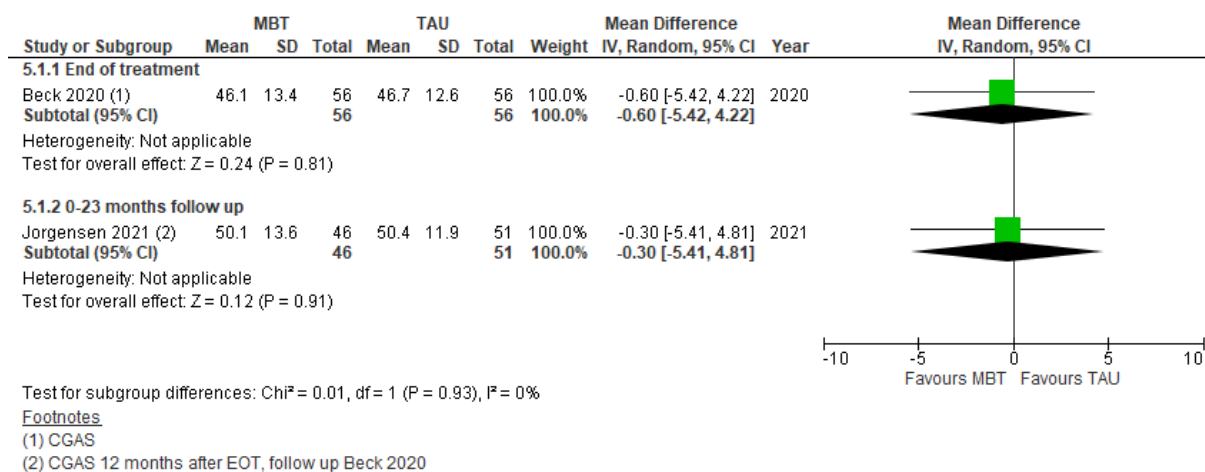 MBT TAU Mean Difference Mean Difference
Study or Subgroup Mean SD Total Mean SD Total Weight IV, Random, 95% CI Year IV, Random, 95% CI
5.1.1 End of treatment
Beck 2020 (1) 46.1 13.4 56 46.7 12.6 56 100.0% -0.60 [-5.42, 4.22] 2020
Subtotal (95% CI) 56 56 100.0% -0.60 [-5.42, 4.22]
Heterogeneity: Not applicable
Test for overall effect: Z = 0.24 (P = 0.81)
5.1.2 0-23 months follow up
Jorgensen 2021 (2) 50.1 13.6 46 50.4 11.9 51 100.0% -0.30 [-5.41, 4.81] 2021
Subtotal (95% CI) 46 51 100.0% -0.30 [-5.41, 4.81]
Heterogeneity: Not applicable
Test for overall effect: Z = 0.12 (P = 0.91)
-10 -5 0 5 10
Favours MBT Favours TAU
Test for subgroup differences: Chi² = 0.01, df = 1 (P = 0.93), I² = 0%
Footnotes
(1) CGAS
(2) CGAS 12 months after EOT, follow up Beck 2020